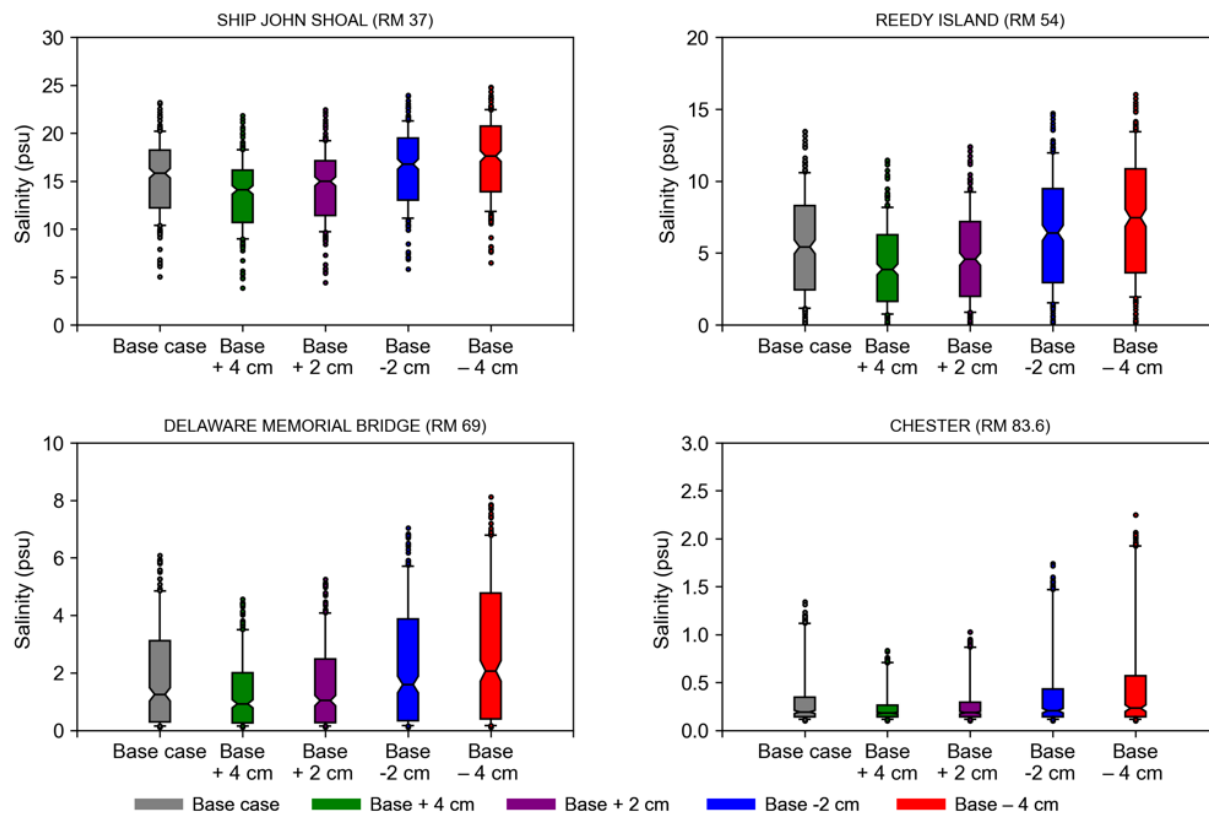 SHIP JOHN SHOAL (RM 37)
Salinity (psu)
30
25
20
15
10
5
0
Base case
Base + 4 cm
Base + 2 cm
Base -2 cm
Base – 4 cm
REEDY ISLAND (RM 54)
Salinity (psu)
20
15
10
5
0
Base case
Base + 4 cm
Base + 2 cm
Base -2 cm
Base – 4 cm
DELAWARE MEMORIAL BRIDGE (RM 69)
Salinity (psu)
10
8
6
4
2
0
Base case
Base + 4 cm
Base + 2 cm
Base -2 cm
Base – 4 cm
CHESTER (RM 83.6)
Salinity (psu)
3.0
2.5
2.0
1.5
1.0
0.5
0.0
Base case
Base + 4 cm
Base + 2 cm
Base -2 cm
Base – 4 cm
Base case Base + 4 cm Base + 2 cm Base -2 cm Base – 4 cm